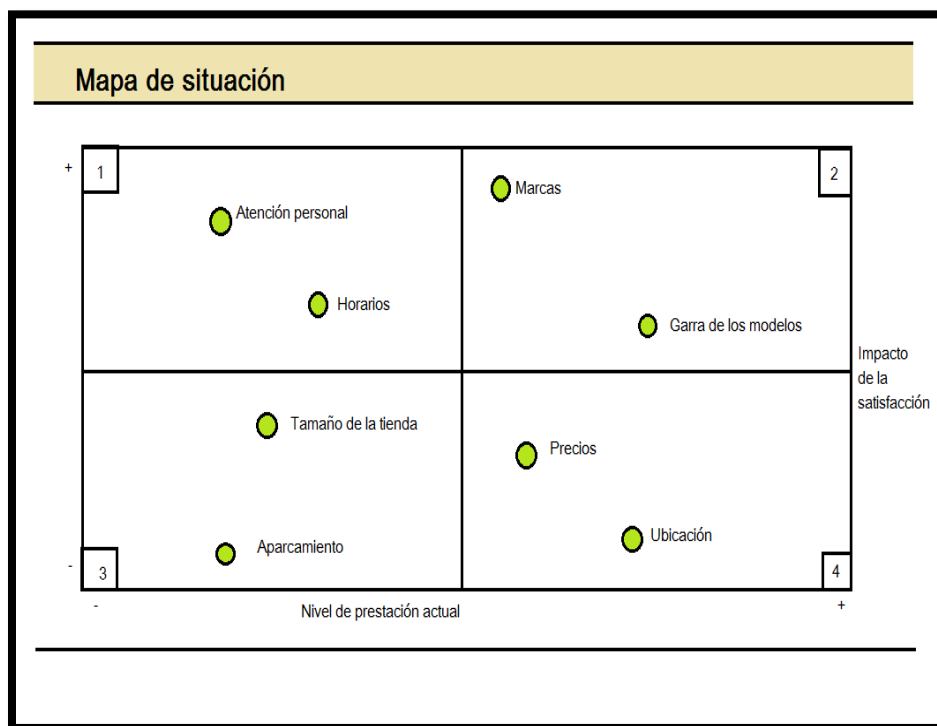 Mapa de situación
+
1
2
Marcas
Atención personal
Horarios
Garra de los modelos
Impacto
de la
satisfacción
Tamaño de la tienda
Precios
Ubicación
Aparcamiento
-
3
4
-
Nivel de prestación actual
+